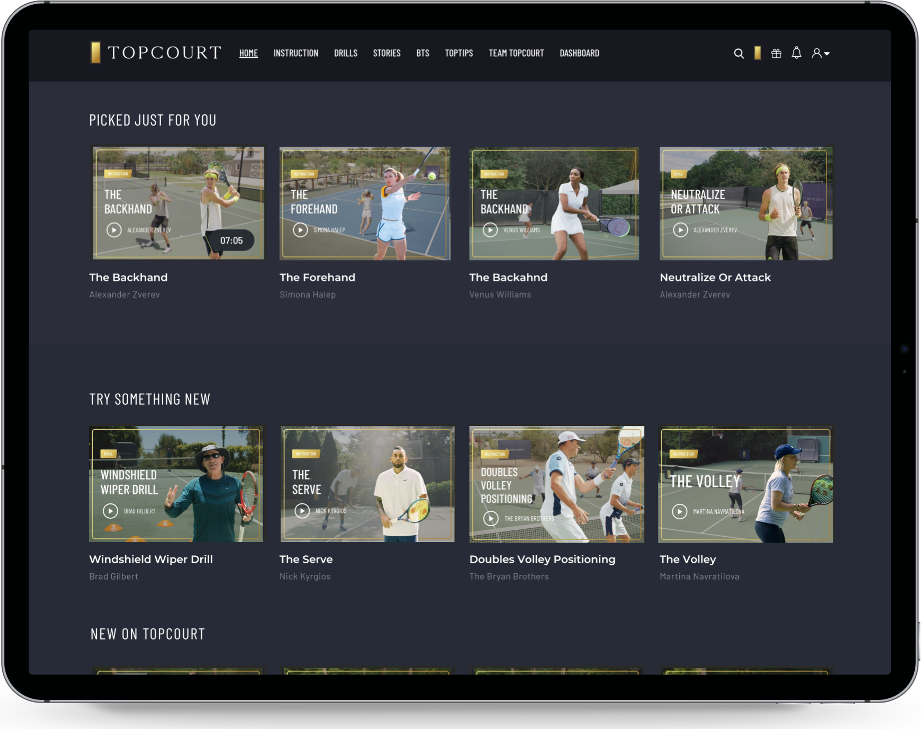 TOPCOURT
HOME INSTRUCTION DRILLS STORIES BTS TOPTIPS TEAM TOPCOURT DASHBOARD
PICKED JUST FOR YOU
INSTRUCTION
THE
BACKHAND
ALEXANDER ZVEREV
07:05
The Backhand
Alexander Zverev
INSTRUCTION
THE
FOREHAND
SIMONA HALEP
The Forehand
Simona Halep
INSTRUCTION
THE
BACKHAND
VENUS WILLIAMS
The Backahnd
Venus Williams
DRILL
NEUTRALIZE
OR ATTACK
ALEXANDER ZVEREV
Neutralize Or Attack
Alexander Zverev
TRY SOMETHING NEW
DRILL
WINDSHIELD
WIPER DRILL
BRAD GILBERT
Windshield Wiper Drill
Brad Gilbert
INSTRUCTION
THE
SERVE
NICK KYRGIOS
The Serve
Nick Kyrgios
INSTRUCTION
DOUBLES
VOLLEY
POSITIONING
THE BRYAN BROTHERS
Doubles Volley Positioning
The Bryan Brothers
INSTRUCTION
THE VOLLEY
MARTINA NAVRATILOVA
The Volley
Martina Navratilova
NEW ON TOPCOURT